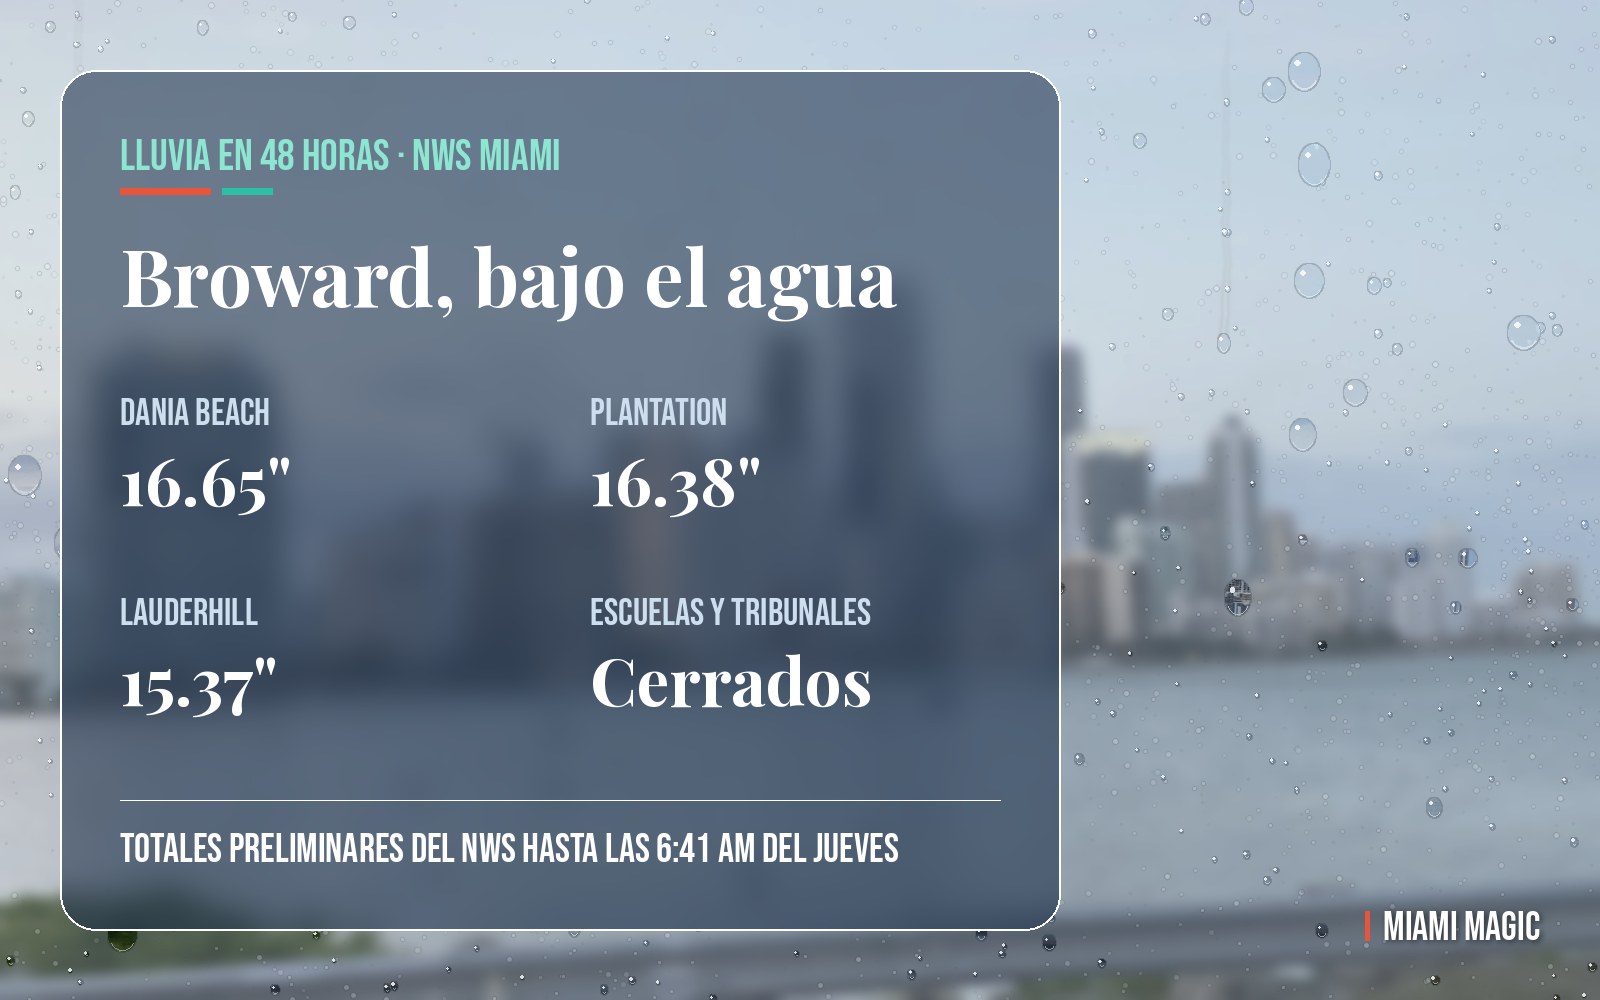 LLUVIA EN 48 HORAS · NWS MIAMI
Broward, bajo el agua
DANIA BEACH
16.65"
PLANTATION
16.38"
LAUDERHILL
15.37"
ESCUELAS Y TRIBUNALES
Cerrados
TOTALES PRELIMINARES DEL NWS HASTA LAS 6:41 AM DEL JUEVES
MIAMI MAGIC